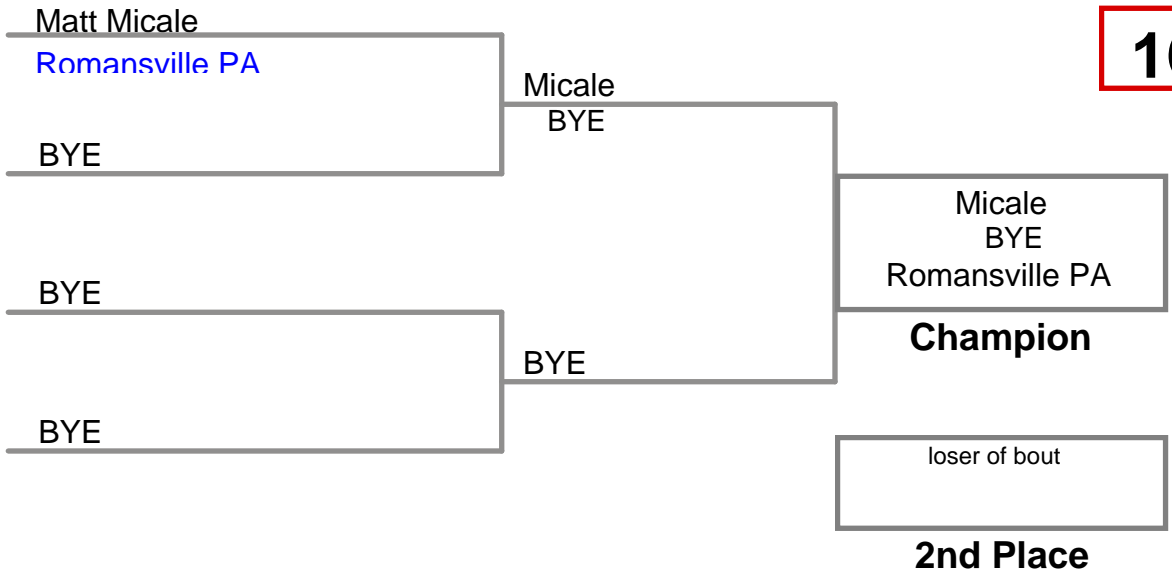 Matt Micale
Romansville PA
BYE
BYE
BYE
Micale
BYE
BYE
Micale
BYE
Romansville PA
Champion
loser of bout
2nd Place